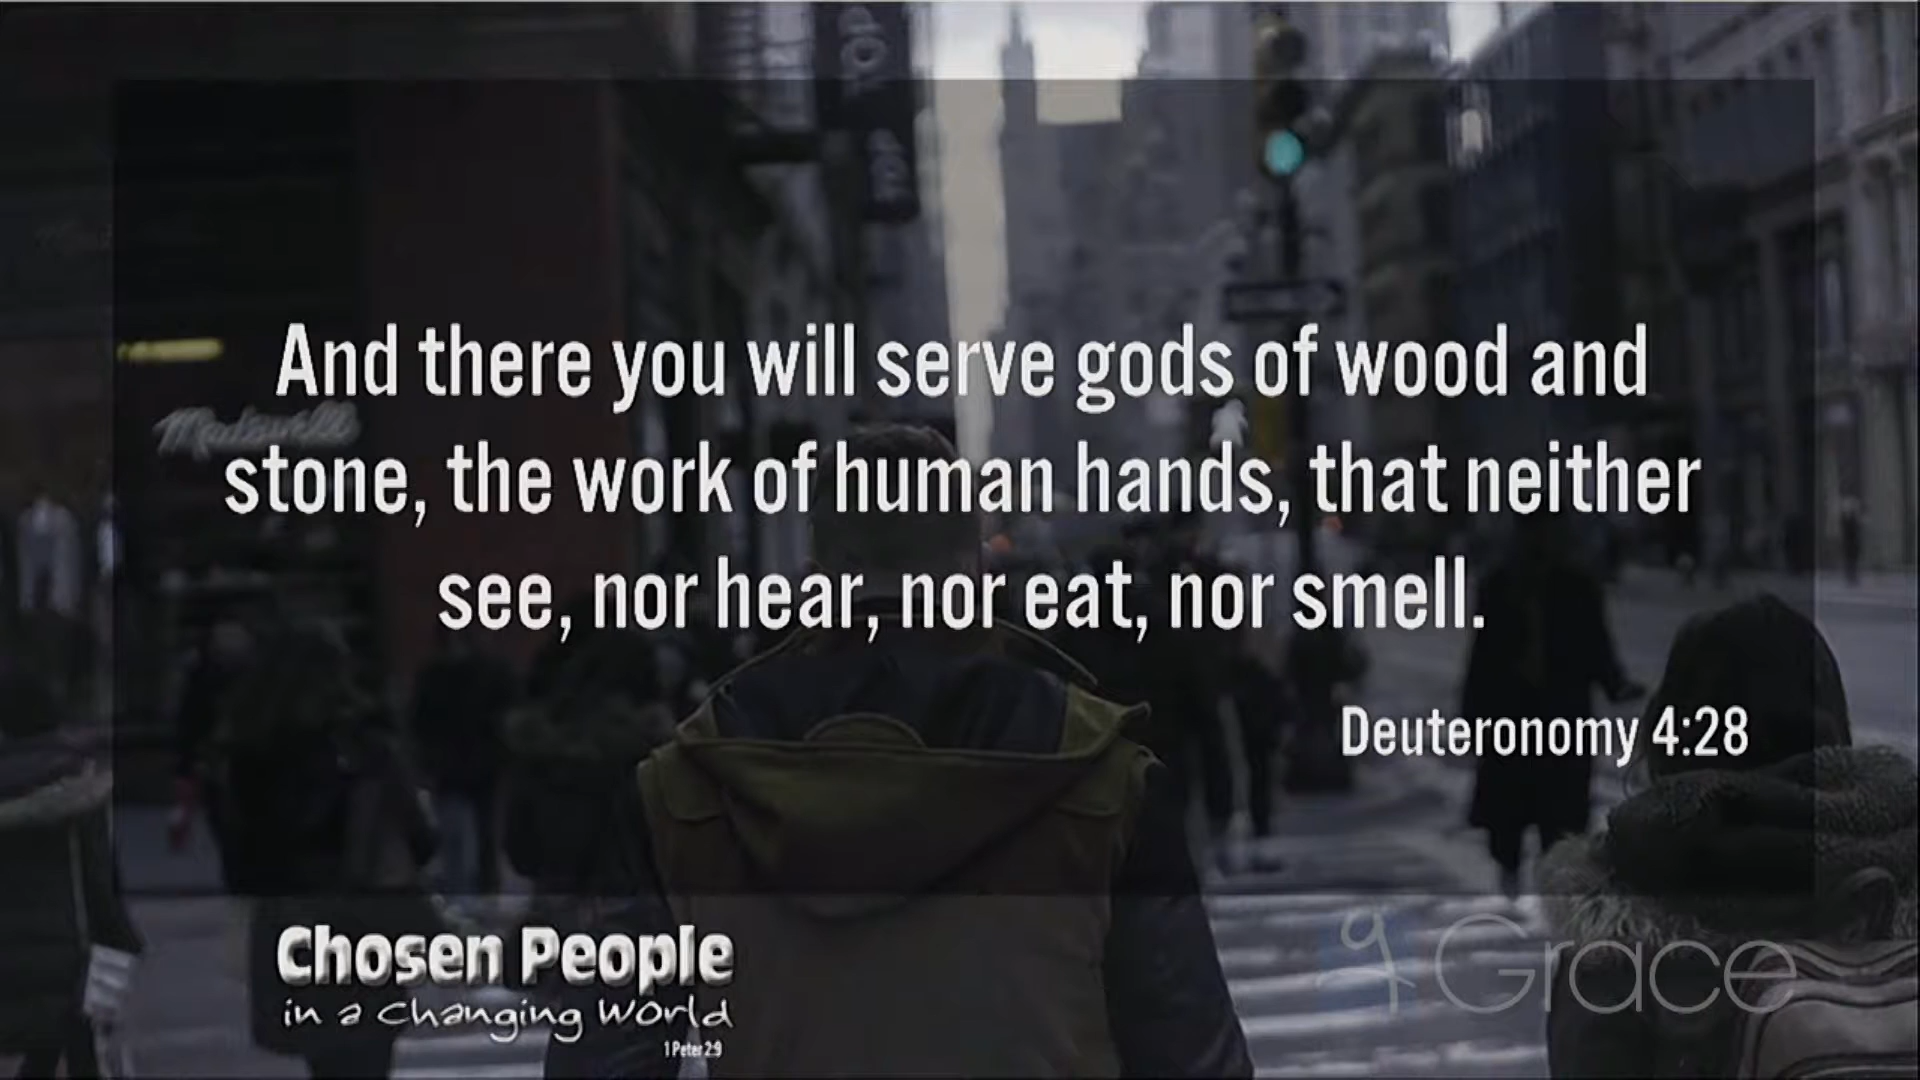 And there you will serve gods of wood and
stone, the work of human hands, that neither
see, nor hear, nor eat, nor smell.
Deuteronomy 4:28
Chosen People
in a Changing World
1 Peter 2:9
Grace